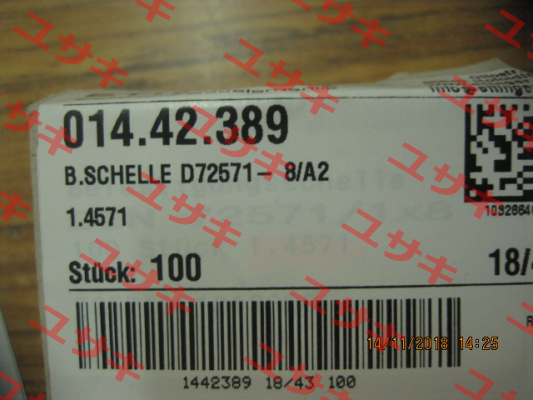 014.42.389
B.SCHELLE D72571- 8/A2
1.4571
Stück: 100
18/4
1442389 18/43 100
14/11/2018 14:25
ユサキ